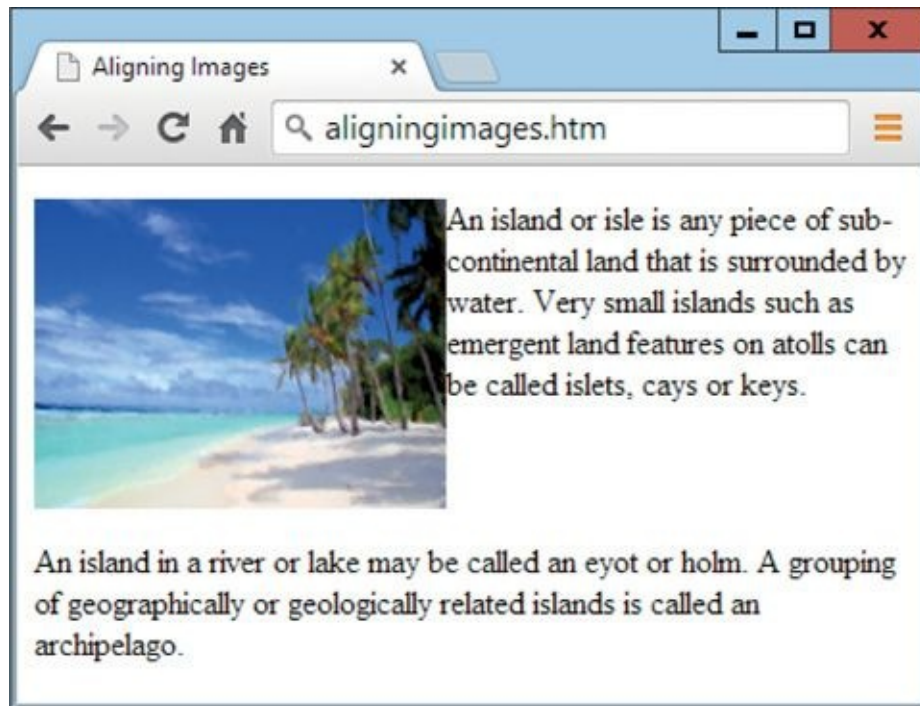 Aligning Images
aligningimages.htm
An island or isle is any piece of sub-
continental land that is surrounded by
water. Very small islands such as
emergent land features on atolls can
be called islets, cays or keys.
An island in a river or lake may be called an eyot or holm. A grouping
of geographically or geologically related islands is called an
archipelago.